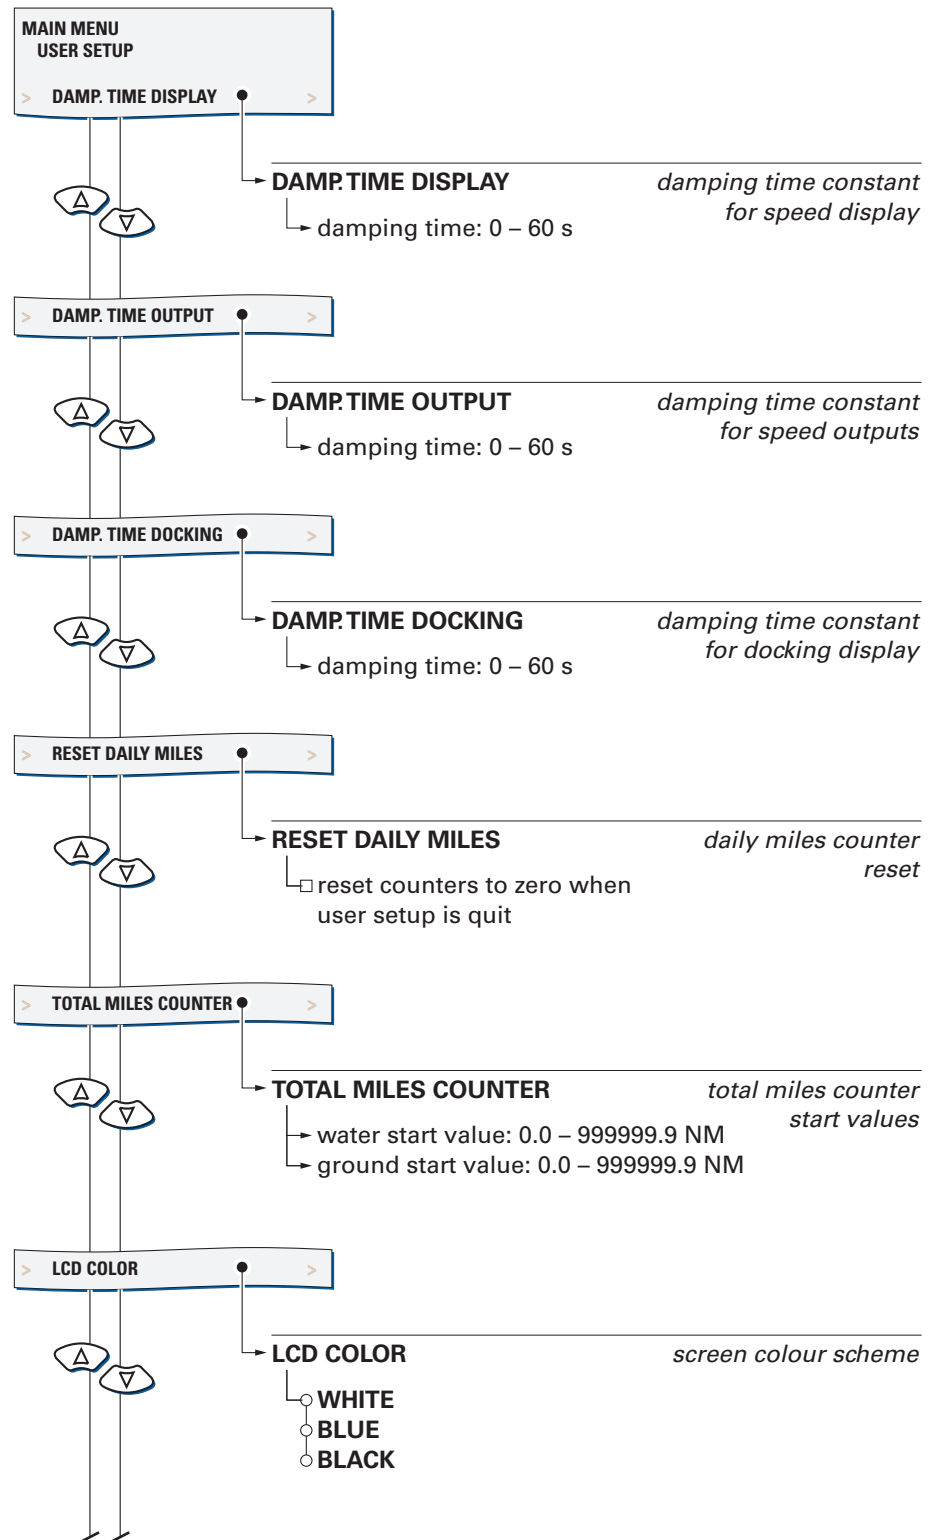 MAIN MENU
USER SETUP
> DAMP. TIME DISPLAY >
DAMP. TIME DISPLAY
damping time constant
for speed display
damping time: 0 – 60 s
> DAMP. TIME OUTPUT >
DAMP. TIME OUTPUT
damping time constant
for speed outputs
damping time: 0 – 60 s
> DAMP. TIME DOCKING >
DAMP. TIME DOCKING
damping time constant
for docking display
damping time: 0 – 60 s
> RESET DAILY MILES >
RESET DAILY MILES
daily miles counter
reset
reset counters to zero when
user setup is quit
> TOTAL MILES COUNTER >
TOTAL MILES COUNTER
total miles counter
start values
water start value: 0.0 – 999999.9 NM
ground start value: 0.0 – 999999.9 NM
> LCD COLOR >
LCD COLOR
screen colour scheme
WHITE
BLUE
BLACK